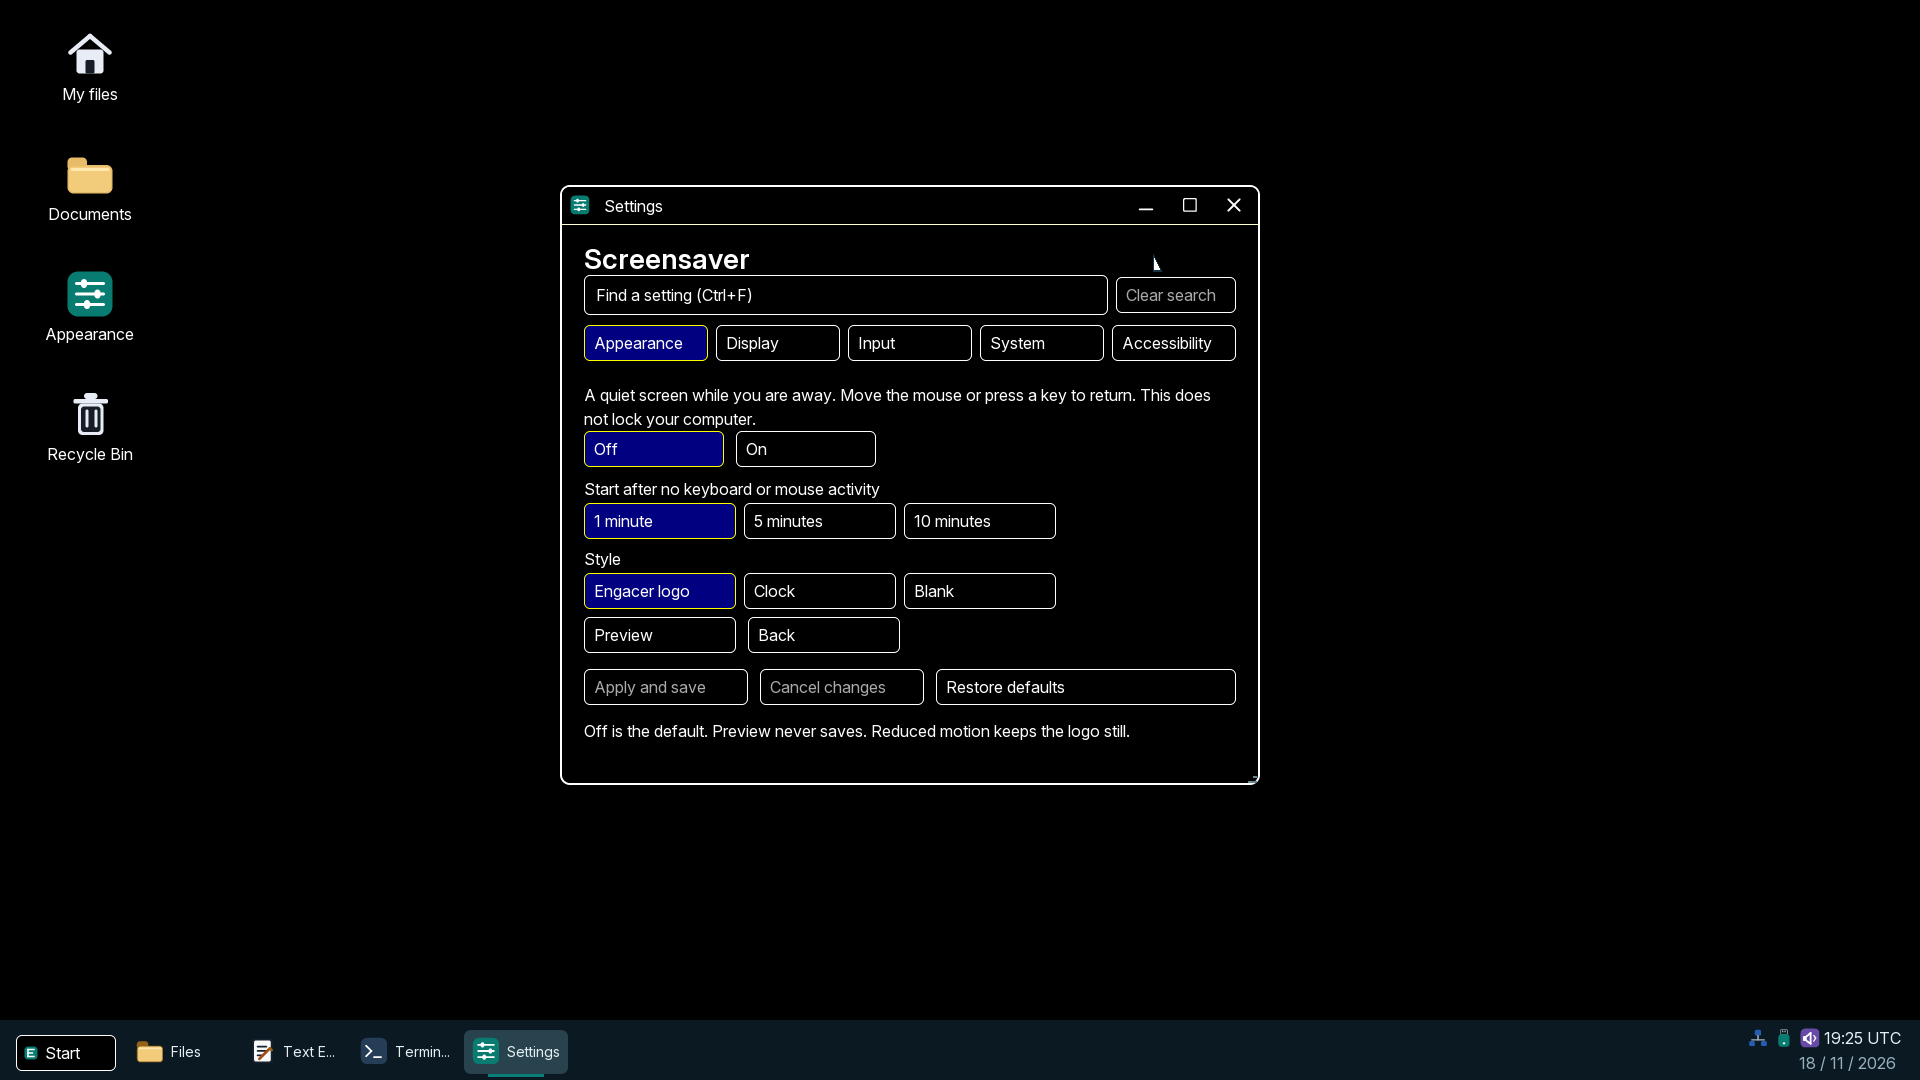 My files
Documents
Appearance
Recycle Bin
Settings
Screensaver
Find a setting (Ctrl+F)
Clear search
Appearance
Display
Input
System
Accessibility
A quiet screen while you are away. Move the mouse or press a key to return. This does
not lock your computer.
Off
On
Start after no keyboard or mouse activity
1 minute
5 minutes
10 minutes
Style
Engacer logo
Clock
Blank
Preview
Back
Apply and save
Cancel changes
Restore defaults
Off is the default. Preview never saves. Reduced motion keeps the logo still.
Start
Files
Text E...
Termin...
Settings
19:25 UTC
18 / 11 / 2026